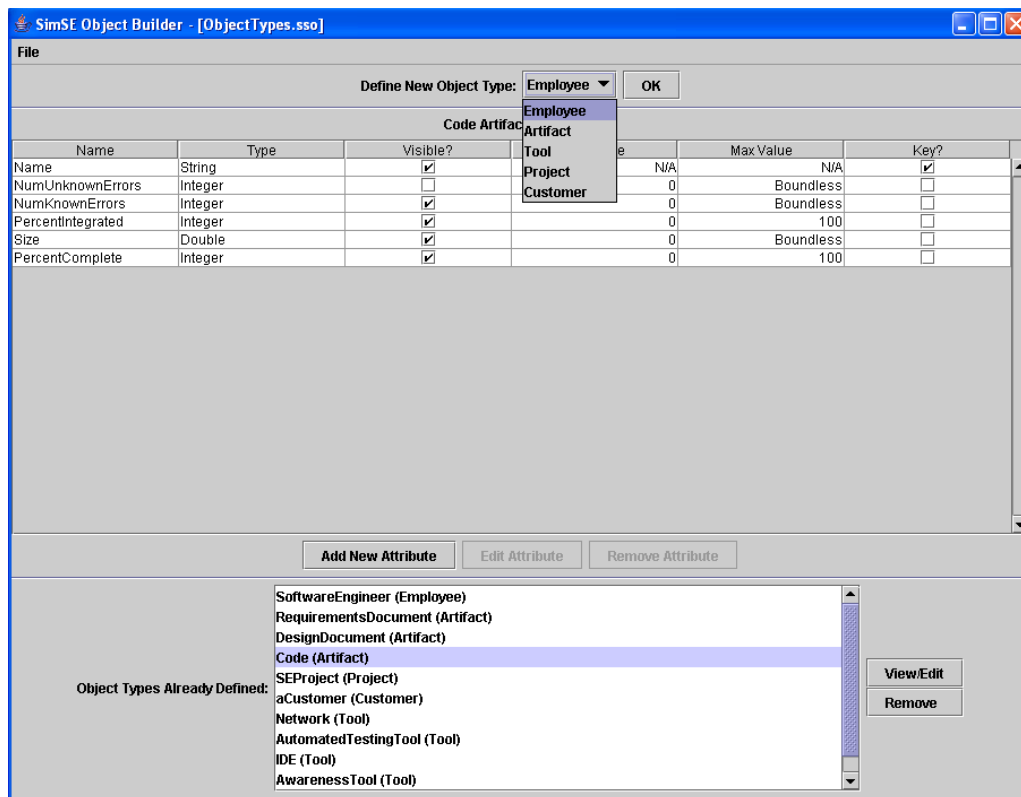 SimSE Object Builder - [ObjectTypes.sso]
File
Define New Object Type: Employee OK
Employee
Artifact
Tool
Project
Customer
Code Artifac
Name Type Visible? e Max Value Key?
Name String N/A N/A
NumUnknownErrors Integer 0 Boundless
NumKnownErrors Integer 0 Boundless
PercentIntegrated Integer 0 100
Size Double 0 Boundless
PercentComplete Integer 0 100
Add New Attribute Edit Attribute Remove Attribute
Object Types Already Defined:
SoftwareEngineer (Employee)
RequirementsDocument (Artifact)
DesignDocument (Artifact)
Code (Artifact)
SEProject (Project)
aCustomer (Customer)
Network (Tool)
AutomatedTestingTool (Tool)
IDE (Tool)
AwarenessTool (Tool)
View/Edit
Remove